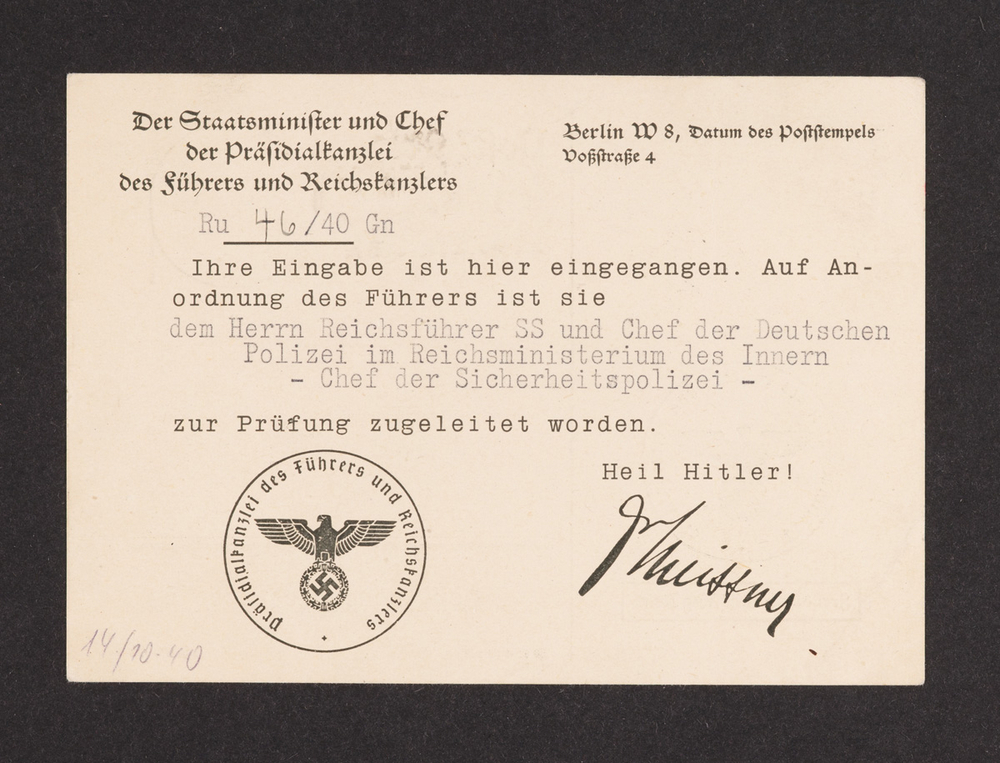 Der Staatsminister und Chef
der Präsidialkanzlei
des Führers und Reichskanzlers
Berlin W 8, Datum des Poststempels
Voßstraße 4
Ru 46/40 Gn
Ihre Eingabe ist hier eingegangen. Auf An-
ordnung des Führers ist sie
dem Herrn Reichsführer SS und Chef der Deutschen
Polizei im Reichsministerium des Innern
- Chef der Sicherheitspolizei -
zur Prüfung zugeleitet worden.
Heil Hitler!
Präsidialkanzlei des Führers und Reichskanzlers
Dr Meissner
14/10.40